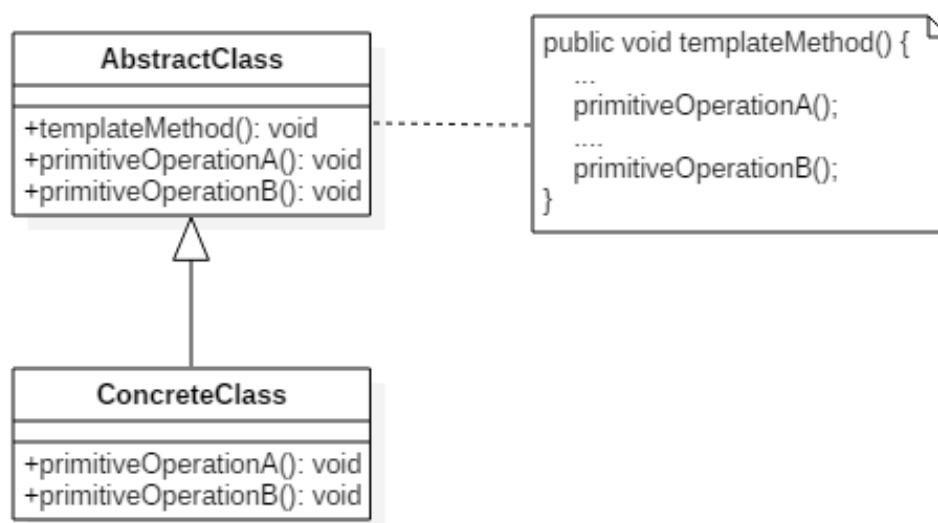 AbstractClass
+templateMethod(): void
+primitiveOperationA(): void
+primitiveOperationB(): void
public void templateMethod() {
...
primitiveOperationA();
....
primitiveOperationB();
}
ConcreteClass
+primitiveOperationA(): void
+primitiveOperationB(): void